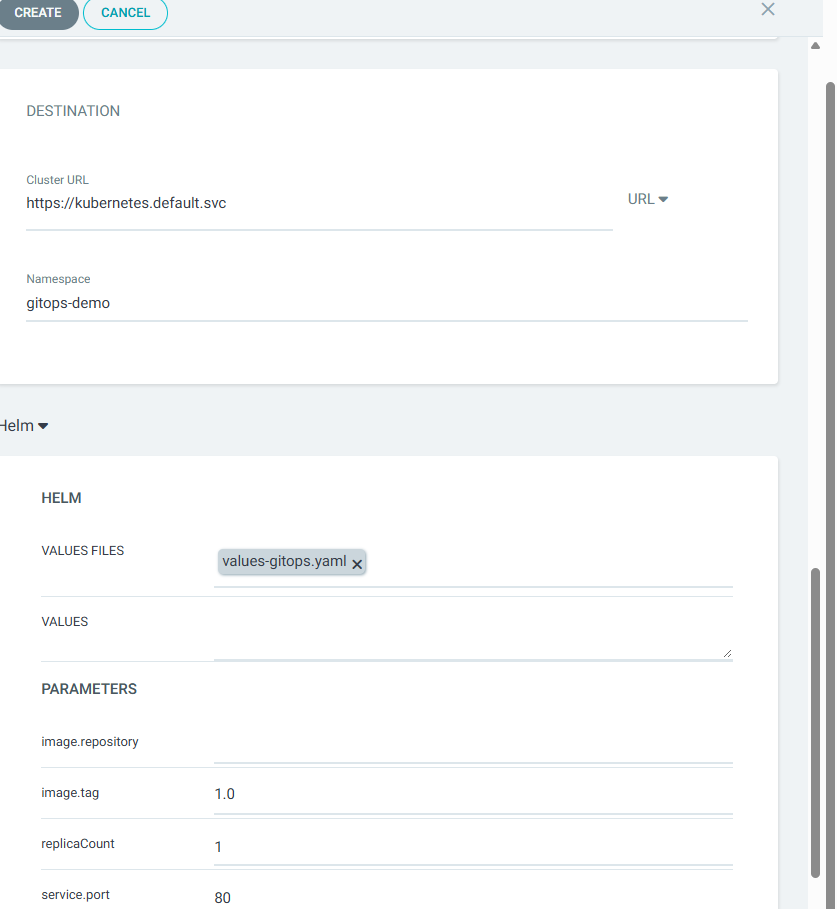 CREATE
CANCEL
DESTINATION
Cluster URL
https://kubernetes.default.svc
URL
Namespace
gitops-demo
Helm
HELM
VALUES FILES
values-gitops.yaml
VALUES
PARAMETERS
image.repository
image.tag
1.0
replicaCount
1
service.port
80